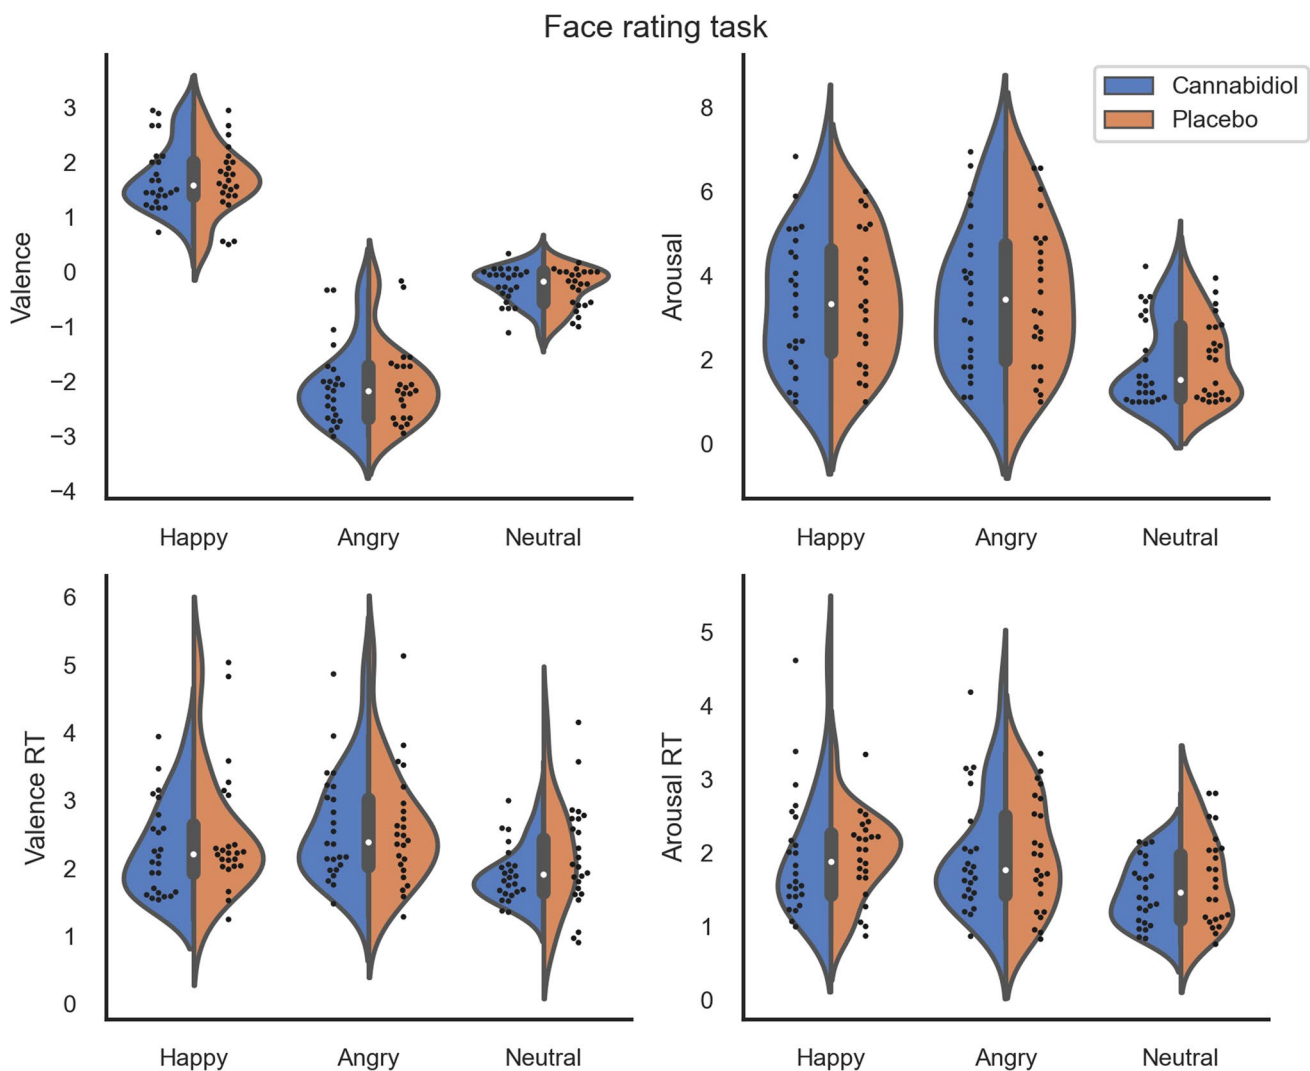 Face rating task
Cannabidiol
Placebo
Valence
3
2
1
0
−1
−2
−3
−4
Happy
Angry
Neutral
Arousal
8
6
4
2
0
Happy
Angry
Neutral
Valence RT
6
5
4
3
2
1
0
Happy
Angry
Neutral
Arousal RT
5
4
3
2
1
0
Happy
Angry
Neutral